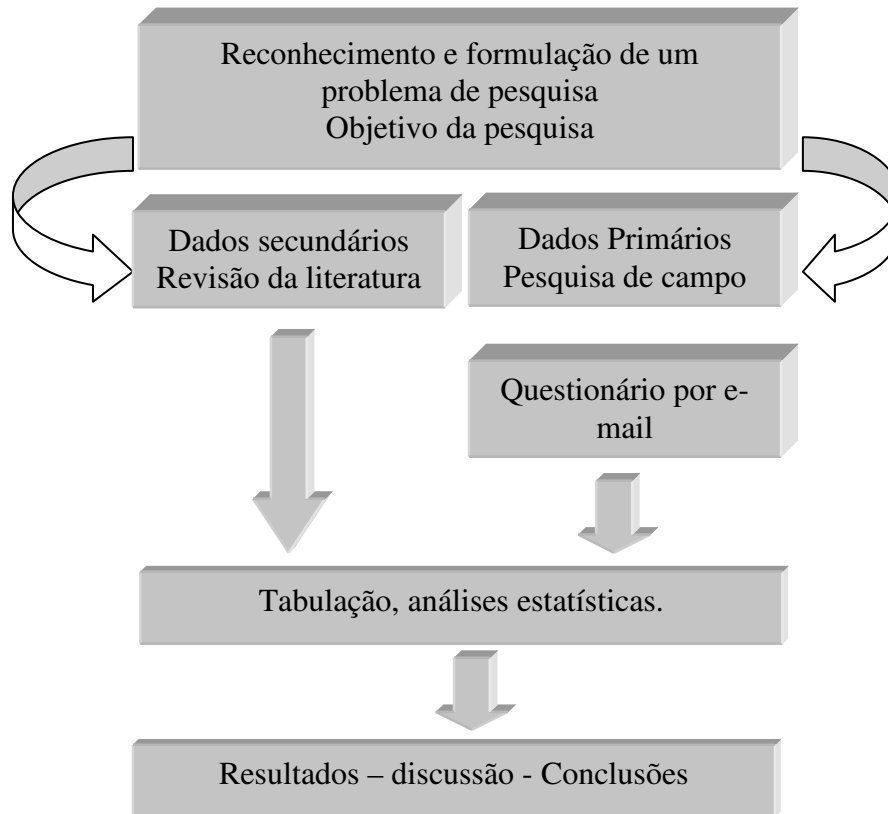 Reconhecimento e formulação de um
problema de pesquisa
Objetivo da pesquisa
Dados secundários
Revisão da literatura
Dados Primários
Pesquisa de campo
Questionário por e-
mail
Tabulação, análises estatísticas.
Resultados – discussão - Conclusões